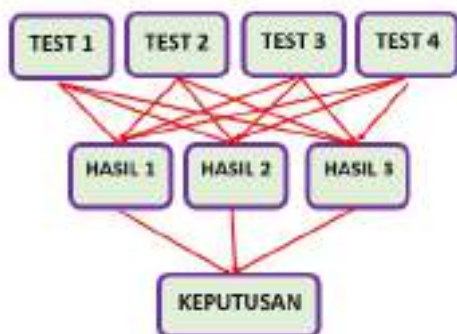 TEST 1
TEST 2
TEST 3
TEST 4
HASIL 1
HASIL 2
HASIL 3
KEPUTUSAN